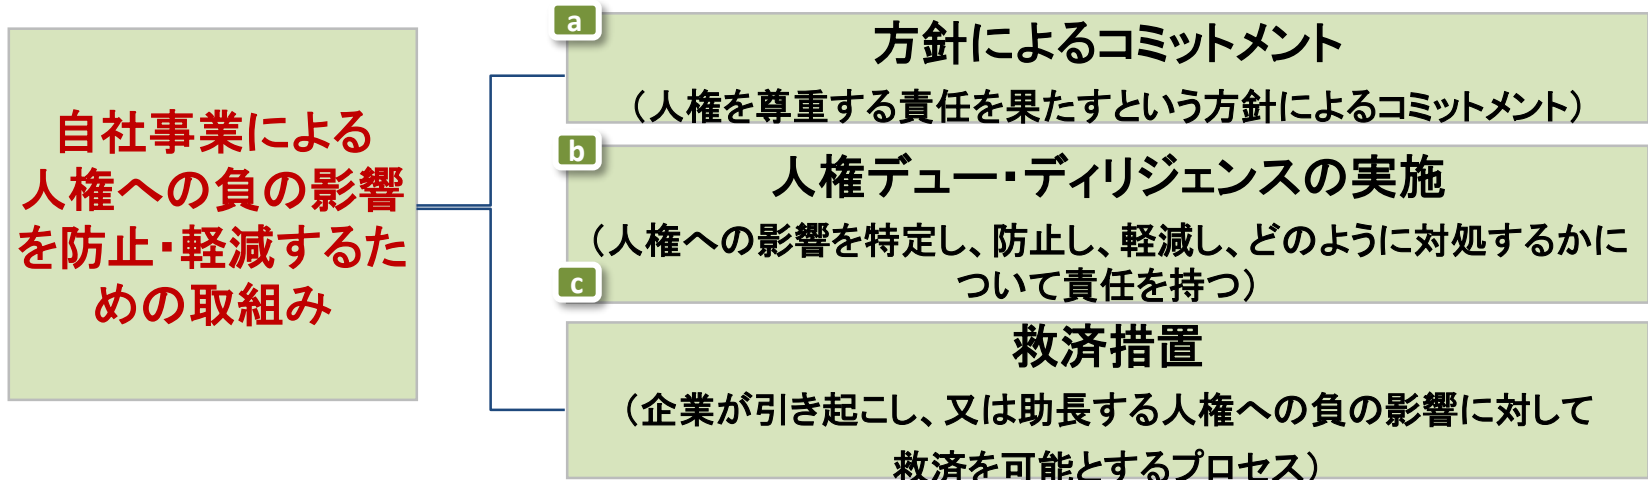 自社事業による
人権への負の影響
を防止・軽減するた
めの取組み
a
方針によるコミットメント
（人権を尊重する責任を果たすという方針によるコミットメント）
b
人権デュー・ディリジェンスの実施
（人権への影響を特定し、防止し、軽減し、どのように対処するかに
ついて責任を持つ）
c
救済措置
（企業が引き起こし、又は助長する人権への負の影響に対して
救済を可能とするプロセス）